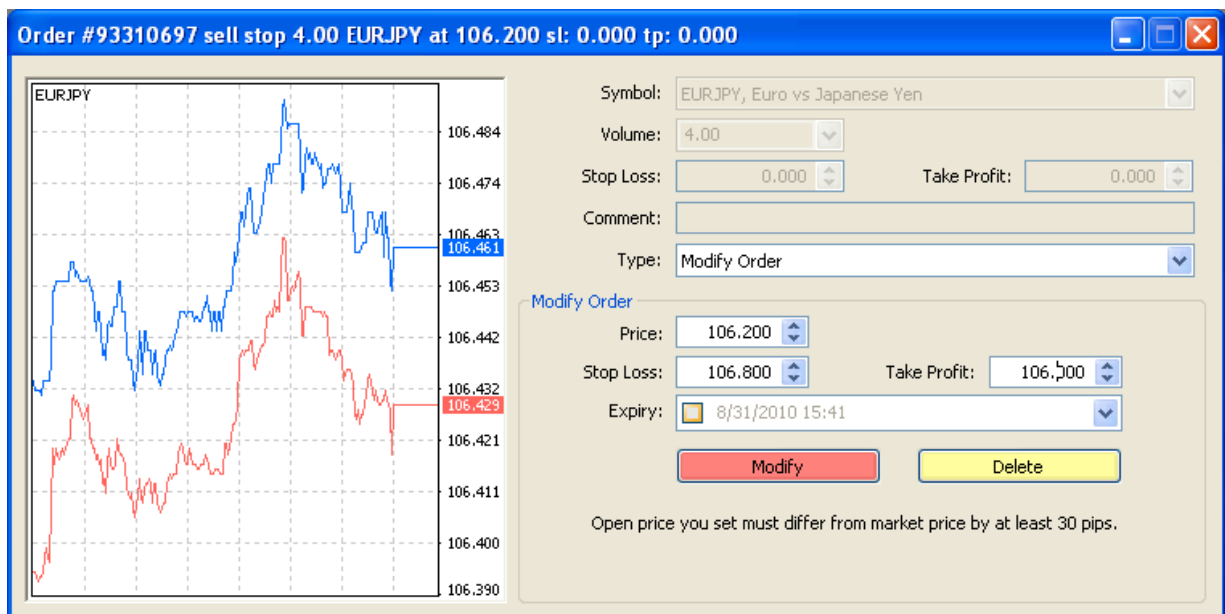 Order #93310697 sell stop 4.00 EURJPY at 106.200 sl: 0.000 tp: 0.000
EURJPY
106.484
106.474
106.463
106.461
106.453
106.442
106.432
106.429
106.421
106.411
106.400
106.390
Symbol: EURJPY, Euro vs Japanese Yen
Volume: 4.00
Stop Loss: 0.000 Take Profit: 0.000
Comment:
Type: Modify Order
Modify Order
Price: 106.200
Stop Loss: 106.800 Take Profit:
Expiry: 8/31/2010 15:41
Modify Delete
Open price you set must differ from market price by at least 30 pips.